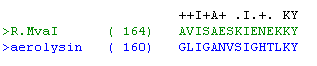 ++I+A+ .I.+. KY
>R.MvaI ( 164) AVISAESKIENEKKY
>aerolysin ( 160) GLIGANVSIGHTLKY